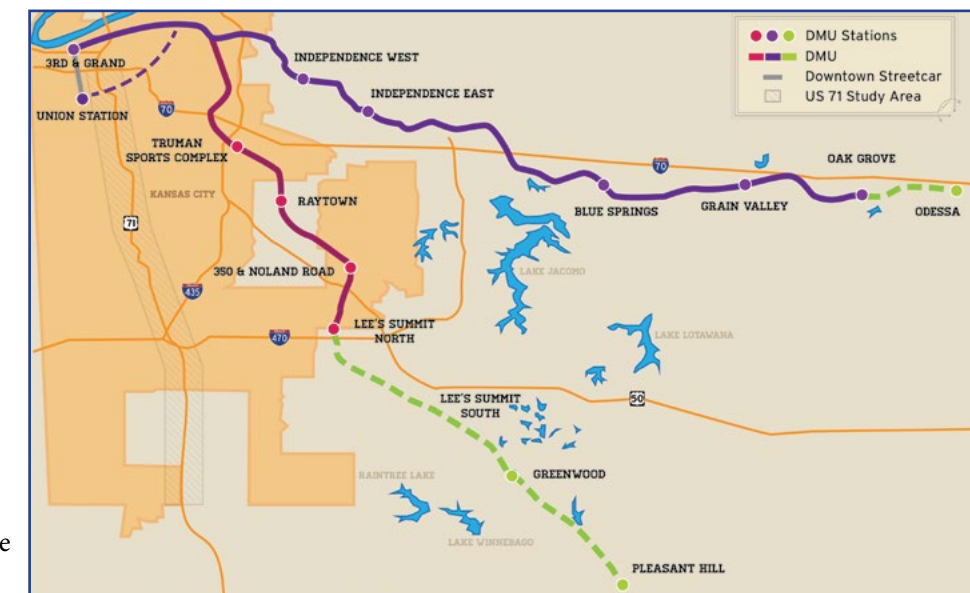 DMU Stations
DMU
Downtown Streetcar
US 71 Study Area
3RD & GRAND
UNION STATION
INDEPENDENCE WEST
INDEPENDENCE EAST
70
TRUMAN
SPORTS COMPLEX
KANSAS CITY
RAYTOWN
71
350 & NOLAND ROAD
435
470
LEE'S SUMMIT
NORTH
70
OAK GROVE
BLUE SPRINGS
GRAIN VALLEY
ODESSA
LAKE JACOMO
LAKE LOTAWANA
50
LEE'S SUMMIT
SOUTH
GREENWOOD
RAINTREE LAKE
LAKE WINNEBAGO
PLEASANT HILL
e